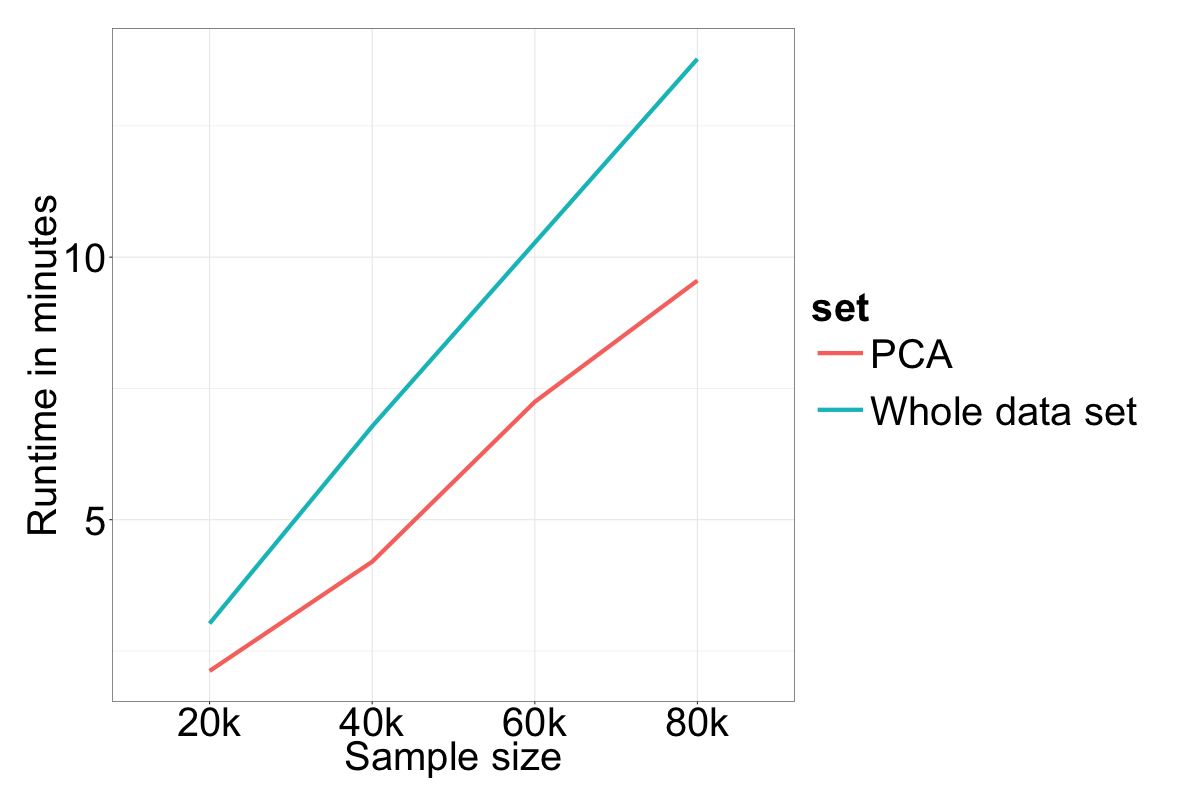 Runtime in minutes
10
5
20k 40k 60k 80k
Sample size
set
PCA
Whole data set